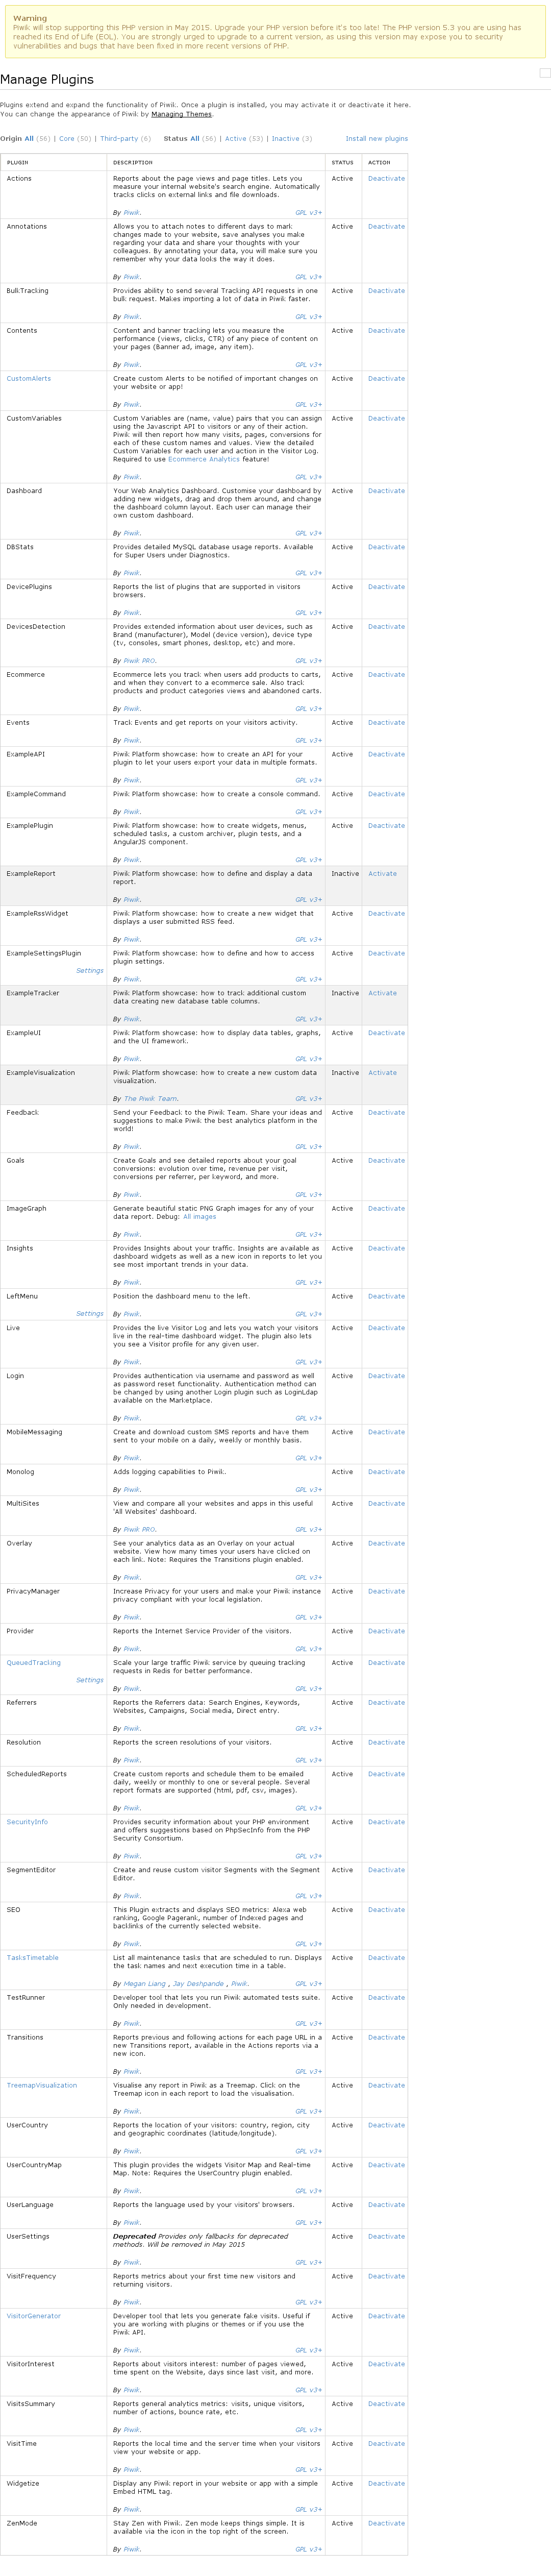 Warning
Piwik will stop supporting this PHP version in May 2015. Upgrade your PHP version before it's too late! The PHP version 5.3 you are using has
reached its End of Life (EOL). You are strongly urged to upgrade to a current version, as using this version may expose you to security
vulnerabilities and bugs that have been fixed in more recent versions of PHP.
Manage Plugins
Plugins extend and expand the functionality of Piwik. Once a plugin is installed, you may activate it or deactivate it here.
You can change the appearance of Piwik by Managing Themes.
Origin All (56) | Core (50) | Third-party (6) Status All (56) | Active (53) | Inactive (3) Install new plugins
PLUGIN DESCRIPTION STATUS ACTION
Actions Reports about the page views and page titles. Lets you Active Deactivate
measure your internal website's search engine. Automatically
tracks clicks on external links and file downloads.
By Piwik. GPL v3+
Annotations Allows you to attach notes to different days to mark Active Deactivate
changes made to your website, save analyses you make
regarding your data and share your thoughts with your
colleagues. By annotating your data, you will make sure you
remember why your data looks the way it does.
By Piwik. GPL v3+
BulkTracking Provides ability to send several Tracking API requests in one Active Deactivate
bulk request. Makes importing a lot of data in Piwik faster.
By Piwik. GPL v3+
Contents Content and banner tracking lets you measure the Active Deactivate
performance (views, clicks, CTR) of any piece of content on
your pages (Banner ad, image, any item).
By Piwik. GPL v3+
CustomAlerts Create custom Alerts to be notified of important changes on Active Deactivate
your website or app!
By Piwik. GPL v3+
CustomVariables Custom Variables are (name, value) pairs that you can assign Active Deactivate
using the Javascript API to visitors or any of their action.
Piwik will then report how many visits, pages, conversions for
each of these custom names and values. View the detailed
Custom Variables for each user and action in the Visitor Log.
Required to use Ecommerce Analytics feature!
By Piwik. GPL v3+
Dashboard Your Web Analytics Dashboard. Customise your dashboard by Active Deactivate
adding new widgets, drag and drop them around, and change
the dashboard column layout. Each user can manage their
own custom dashboard.
By Piwik. GPL v3+
DBStats Provides detailed MySQL database usage reports. Available Active Deactivate
for Super Users under Diagnostics.
By Piwik. GPL v3+
DevicePlugins Reports the list of plugins that are supported in visitors Active Deactivate
browsers.
By Piwik. GPL v3+
DevicesDetection Provides extended information about user devices, such as Active Deactivate
Brand (manufacturer), Model (device version), device type
(tv, consoles, smart phones, desktop, etc) and more.
By Piwik PRO. GPL v3+
Ecommerce Ecommerce lets you track when users add products to carts, Active Deactivate
and when they convert to a ecommerce sale. Also track
products and product categories views and abandoned carts.
By Piwik. GPL v3+
Events Track Events and get reports on your visitors activity. Active Deactivate
By Piwik. GPL v3+
ExampleAPI Piwik Platform showcase: how to create an API for your Active Deactivate
plugin to let your users export your data in multiple formats.
By Piwik. GPL v3+
ExampleCommand Piwik Platform showcase: how to create a console command. Active Deactivate
By Piwik. GPL v3+
ExamplePlugin Piwik Platform showcase: how to create widgets, menus, Active Deactivate
scheduled tasks, a custom archiver, plugin tests, and a
AngularJS component.
By Piwik. GPL v3+
ExampleReport Piwik Platform showcase: how to define and display a data Inactive Activate
report.
By Piwik. GPL v3+
ExampleRssWidget Piwik Platform showcase: how to create a new widget that Active Deactivate
displays a user submitted RSS feed.
By Piwik. GPL v3+
ExampleSettingsPlugin Piwik Platform showcase: how to define and how to access Active Deactivate
plugin settings.
Settings
By Piwik. GPL v3+
ExampleTracker Piwik Platform showcase: how to track additional custom Inactive Activate
data creating new database table columns.
By Piwik. GPL v3+
ExampleUI Piwik Platform showcase: how to display data tables, graphs, Active Deactivate
and the UI framework.
By Piwik. GPL v3+
ExampleVisualization Piwik Platform showcase: how to create a new custom data Inactive Activate
visualization.
By The Piwik Team. GPL v3+
Feedback Send your Feedback to the Piwik Team. Share your ideas and Active Deactivate
suggestions to make Piwik the best analytics platform in the
world!
By Piwik. GPL v3+
Goals Create Goals and see detailed reports about your goal Active Deactivate
conversions: evolution over time, revenue per visit,
conversions per referrer, per keyword, and more.
By Piwik. GPL v3+
ImageGraph Generate beautiful static PNG Graph images for any of your Active Deactivate
data report. Debug: All images
By Piwik. GPL v3+
Insights Provides Insights about your traffic. Insights are available as Active Deactivate
dashboard widgets as well as a new icon in reports to let you
see most important trends in your data.
By Piwik. GPL v3+
LeftMenu Position the dashboard menu to the left. Active Deactivate
Settings By Piwik. GPL v3+
Live Provides the live Visitor Log and lets you watch your visitors Active Deactivate
live in the real-time dashboard widget. The plugin also lets
you see a Visitor profile for any given user.
By Piwik. GPL v3+
Login Provides authentication via username and password as well Active Deactivate
as password reset functionality. Authentication method can
be changed by using another Login plugin such as LoginLdap
available on the Marketplace.
By Piwik. GPL v3+
MobileMessaging Create and download custom SMS reports and have them Active Deactivate
sent to your mobile on a daily, weekly or monthly basis.
By Piwik. GPL v3+
Monolog Adds logging capabilities to Piwik. Active Deactivate
By Piwik. GPL v3+
MultiSites View and compare all your websites and apps in this useful Active Deactivate
'All Websites' dashboard.
By Piwik PRO. GPL v3+
Overlay See your analytics data as an Overlay on your actual Active Deactivate
website. View how many times your users have clicked on
each link. Note: Requires the Transitions plugin enabled.
By Piwik. GPL v3+
PrivacyManager Increase Privacy for your users and make your Piwik instance Active Deactivate
privacy compliant with your local legislation.
By Piwik. GPL v3+
Provider Reports the Internet Service Provider of the visitors. Active Deactivate
By Piwik. GPL v3+
QueuedTracking Scale your large traffic Piwik service by queuing tracking Active Deactivate
requests in Redis for better performance.
Settings
By Piwik. GPL v3+
Referrers Reports the Referrers data: Search Engines, Keywords, Active Deactivate
Websites, Campaigns, Social media, Direct entry.
By Piwik. GPL v3+
Resolution Reports the screen resolutions of your visitors. Active Deactivate
By Piwik. GPL v3+
ScheduledReports Create custom reports and schedule them to be emailed Active Deactivate
daily, weekly or monthly to one or several people. Several
report formats are supported (html, pdf, csv, images).
By Piwik. GPL v3+
SecurityInfo Provides security information about your PHP environment Active Deactivate
and offers suggestions based on PhpSecInfo from the PHP
Security Consortium.
By Piwik. GPL v3+
SegmentEditor Create and reuse custom visitor Segments with the Segment Active Deactivate
Editor.
By Piwik. GPL v3+
SEO This Plugin extracts and displays SEO metrics: Alexa web Active Deactivate
ranking, Google Pagerank, number of Indexed pages and
backlinks of the currently selected website.
By Piwik. GPL v3+
TasksTimetable List all maintenance tasks that are scheduled to run. Displays Active Deactivate
the task names and next execution time in a table.
By Megan Liang , Jay Deshpande , Piwik. GPL v3+
TestRunner Developer tool that lets you run Piwik automated tests suite. Active Deactivate
Only needed in development.
By Piwik. GPL v3+
Transitions Reports previous and following actions for each page URL in a Active Deactivate
new Transitions report, available in the Actions reports via a
new icon.
By Piwik. GPL v3+
TreemapVisualization Visualise any report in Piwik as a Treemap. Click on the Active Deactivate
Treemap icon in each report to load the visualisation.
By Piwik. GPL v3+
UserCountry Reports the location of your visitors: country, region, city Active Deactivate
and geographic coordinates (latitude/longitude).
By Piwik. GPL v3+
UserCountryMap This plugin provides the widgets Visitor Map and Real-time Active Deactivate
Map. Note: Requires the UserCountry plugin enabled.
By Piwik. GPL v3+
UserLanguage Reports the language used by your visitors' browsers. Active Deactivate
By Piwik. GPL v3+
UserSettings Deprecated Provides only fallbacks for deprecated Active Deactivate
methods. Will be removed in May 2015
By Piwik. GPL v3+
VisitFrequency Reports metrics about your first time new visitors and Active Deactivate
returning visitors.
By Piwik. GPL v3+
VisitorGenerator Developer tool that lets you generate fake visits. Useful if Active Deactivate
you are working with plugins or themes or if you use the
Piwik API.
By Piwik. GPL v3+
VisitorInterest Reports about visitors interest: number of pages viewed, Active Deactivate
time spent on the Website, days since last visit, and more.
By Piwik. GPL v3+
VisitsSummary Reports general analytics metrics: visits, unique visitors, Active Deactivate
number of actions, bounce rate, etc.
By Piwik. GPL v3+
VisitTime Reports the local time and the server time when your visitors Active Deactivate
view your website or app.
By Piwik. GPL v3+
Widgetize Display any Piwik report in your website or app with a simple Active Deactivate
Embed HTML tag.
By Piwik. GPL v3+
ZenMode Stay Zen with Piwik. Zen mode keeps things simple. It is Active Deactivate
available via the icon in the top right of the screen.
By Piwik. GPL v3+